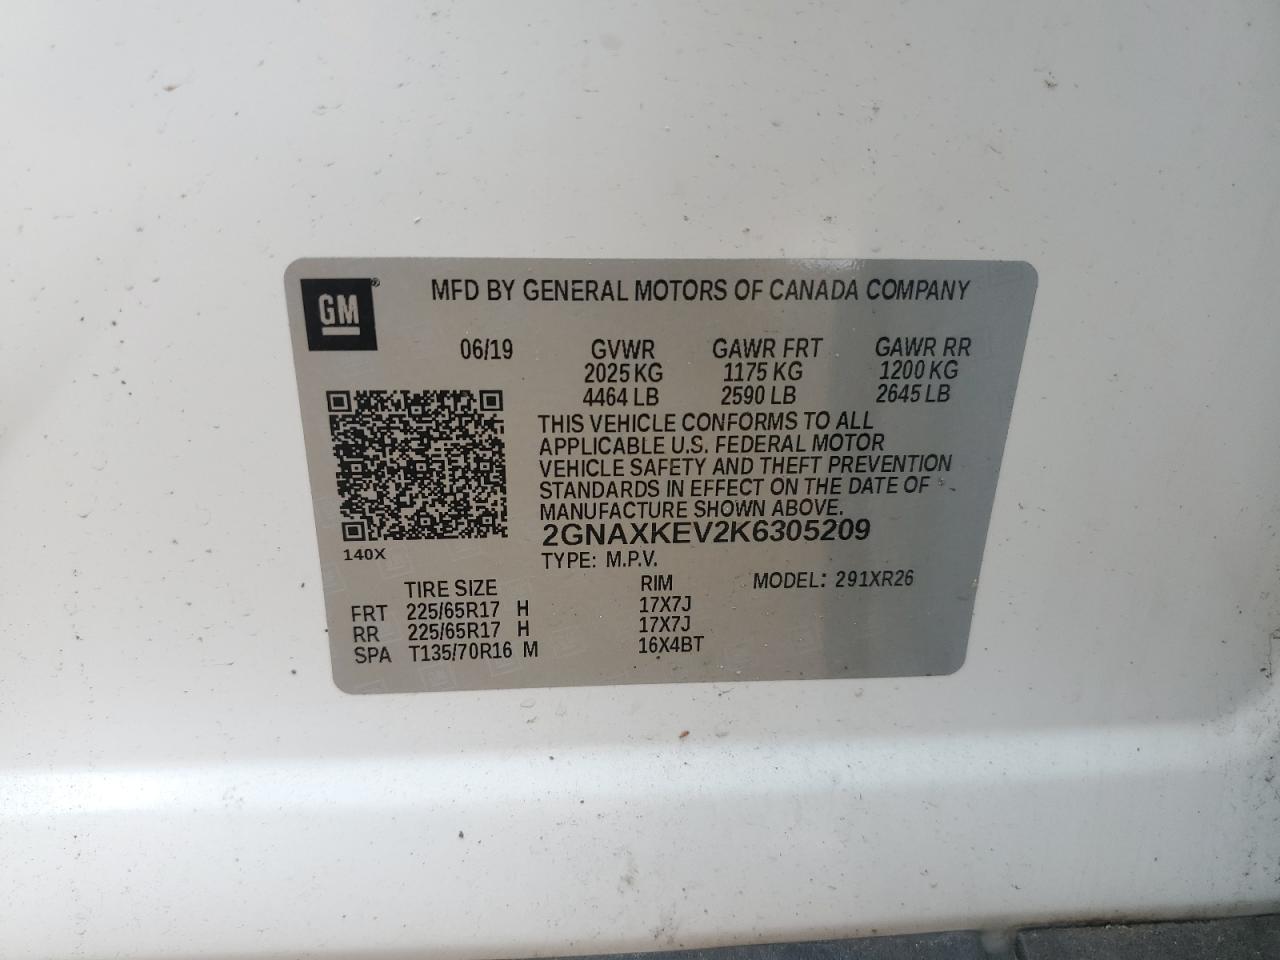 GM®
MFD BY GENERAL MOTORS OF CANADA COMPANY
06/19 GVWR GAWR FRT GAWR RR
2025 KG 1175 KG 1200 KG
4464 LB 2590 LB 2645 LB
THIS VEHICLE CONFORMS TO ALL
APPLICABLE U.S. FEDERAL MOTOR
VEHICLE SAFETY AND THEFT PREVENTION
STANDARDS IN EFFECT ON THE DATE OF
MANUFACTURE SHOWN ABOVE.
2GNAXKEV2K6305209
140X
TYPE: M.P.V.
TIRE SIZE RIM MODEL: 291XR26
FRT 225/65R17 H 17X7J
RR 225/65R17 H 17X7J
SPA T135/70R16 M 16X4BT